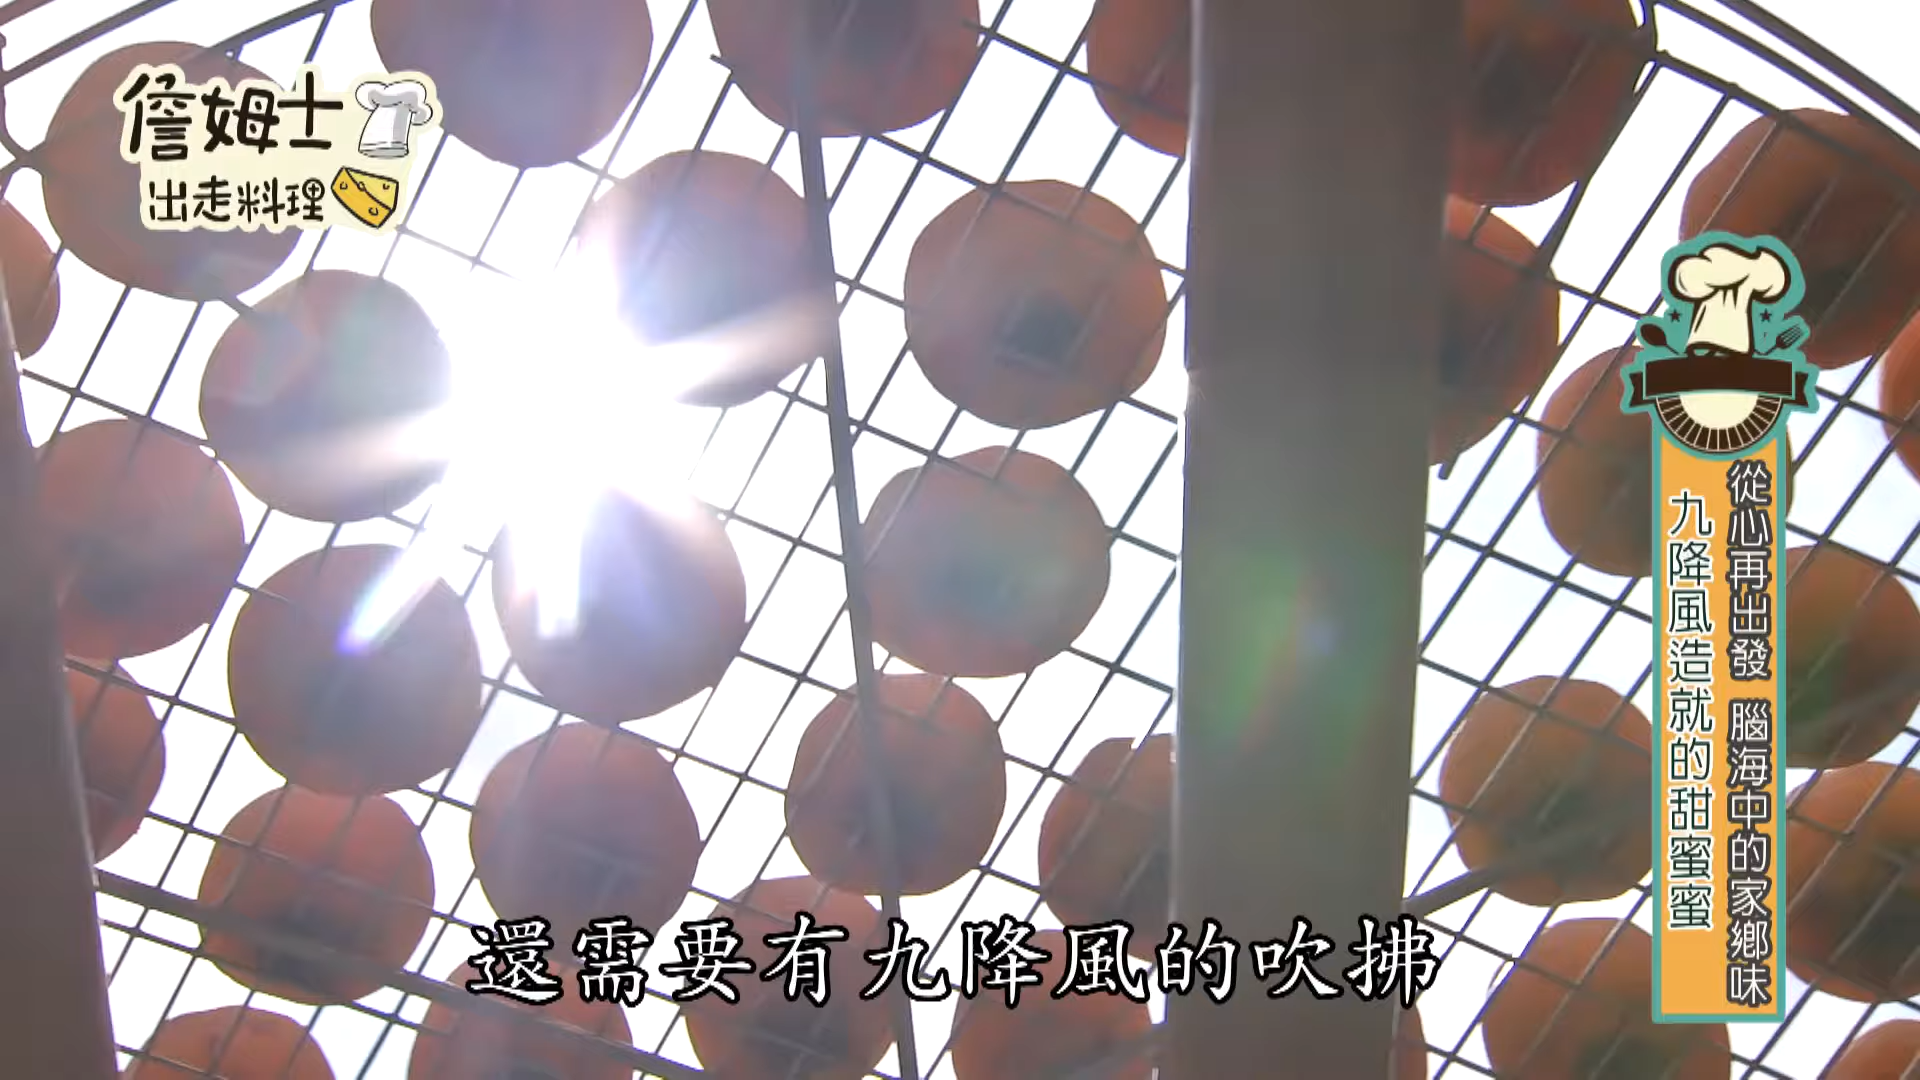 詹姆士
出走料理
從心再出發 腦海中的家鄉味
九降風造就的甜蜜蜜
還需要有九降風的吹拂